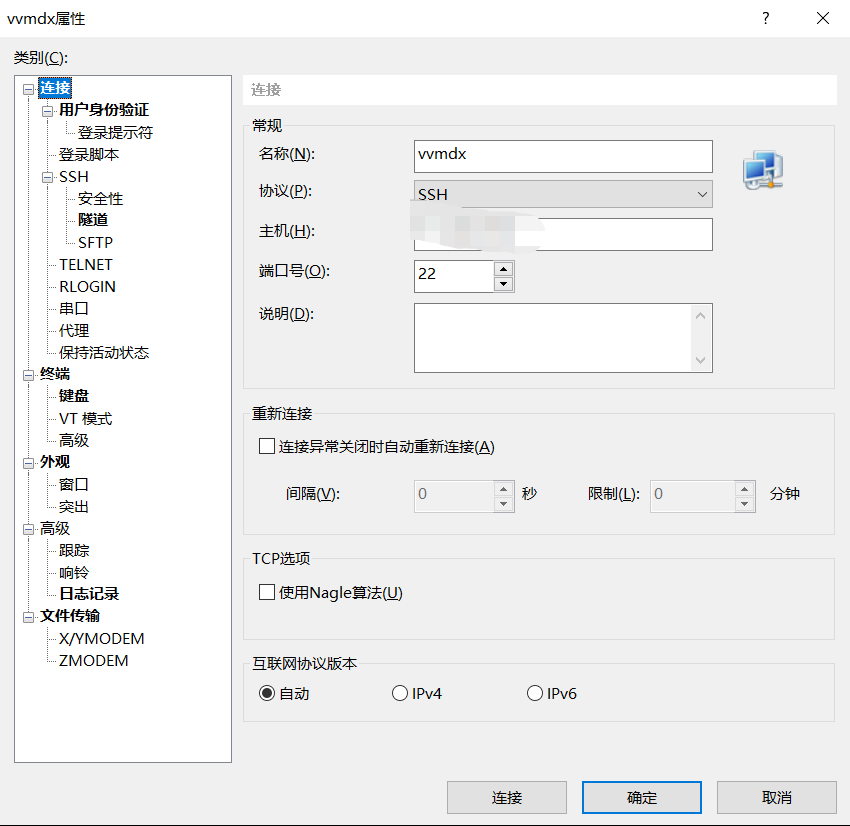 vvmdx属性
类别(C):
连接
用户身份验证
登录提示符
登录脚本
SSH
安全性
隧道
SFTP
TELNET
RLOGIN
串口
代理
保持活动状态
终端
键盘
VT 模式
高级
外观
窗口
突出
高级
跟踪
响铃
日志记录
文件传输
X/YMODEM
ZMODEM
连接
常规
名称(N): vvmdx
协议(P): SSH
主机(H):
端口号(O): 22
说明(D):
重新连接
连接异常关闭时自动重新连接(A)
间隔(V): 0 秒 限制(L): 0 分钟
TCP选项
使用Nagle算法(U)
互联网协议版本
自动 IPv4 IPv6
连接 确定 取消